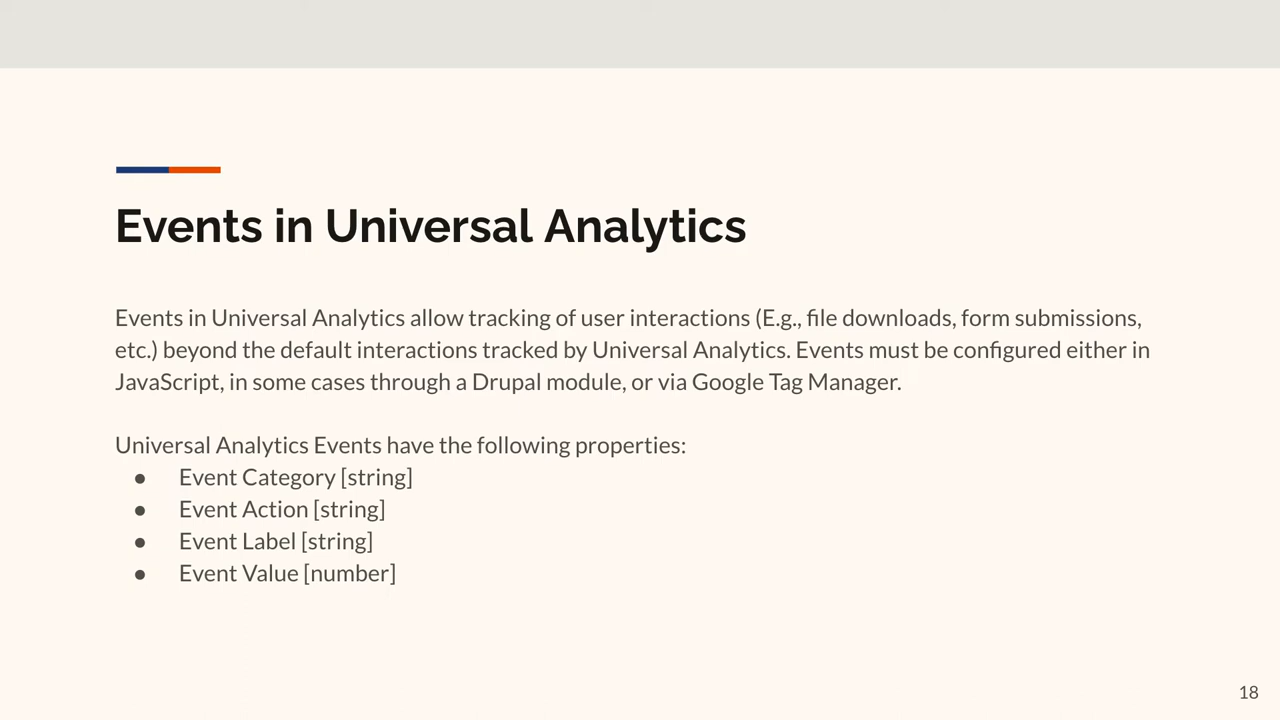 Events in Universal Analytics
Events in Universal Analytics allow tracking of user interactions (E.g., file downloads, form submissions,
etc.) beyond the default interactions tracked by Universal Analytics. Events must be configured either in
JavaScript, in some cases through a Drupal module, or via Google Tag Manager.
Universal Analytics Events have the following properties:
● Event Category [string]
● Event Action [string]
● Event Label [string]
● Event Value [number]
18